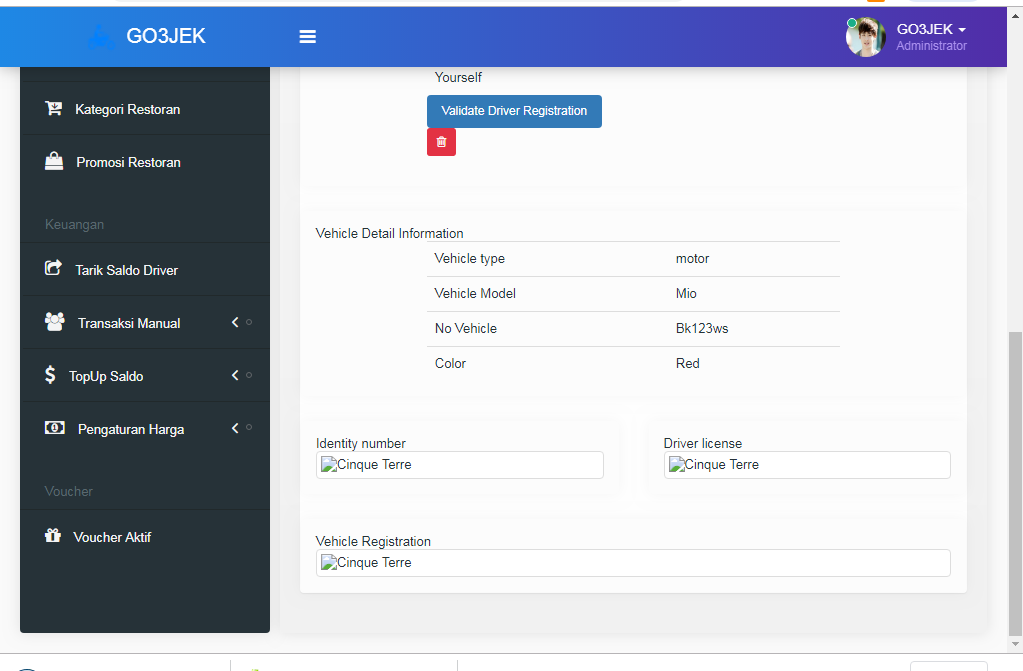 GO3JEK
GO3JEK
Administrator
Kategori Restoran
Promosi Restoran
Keuangan
Tarik Saldo Driver
Transaksi Manual
TopUp Saldo
Pengaturan Harga
Voucher
Voucher Aktif
Yourself
Validate Driver Registration
Vehicle Detail Information
Vehicle type motor
Vehicle Model Mio
No Vehicle Bk123ws
Color Red
Identity number
Cinque Terre
Driver license
Cinque Terre
Vehicle Registration
Cinque Terre